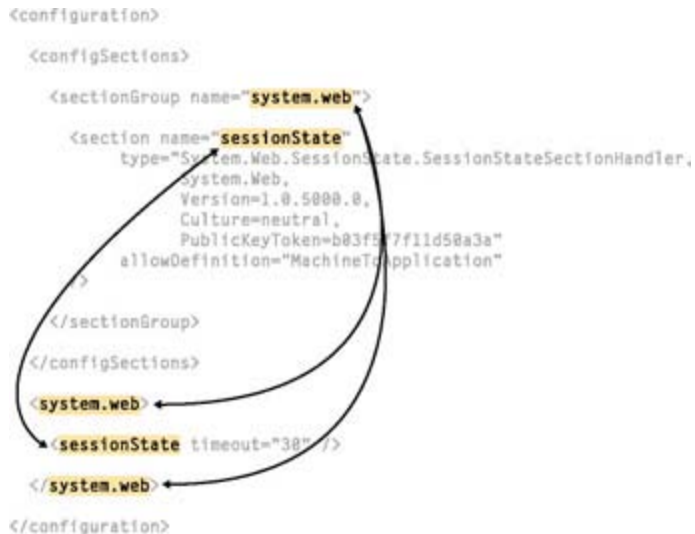 <configuration>
<configSections>
<sectionGroup name="system.web">
<section name="sessionState"
type="System.Web.SessionState.SessionStateSectionHandler,
System.Web,
Version=1.0.5000.0,
Culture=neutral,
PublicKeyToken=b03f5f7f11d50a3a"
allowDefinition="MachineToApplication"
/>
</sectionGroup>
</configSections>
<system.web>
<sessionState timeout="30" />
</system.web>
</configuration>